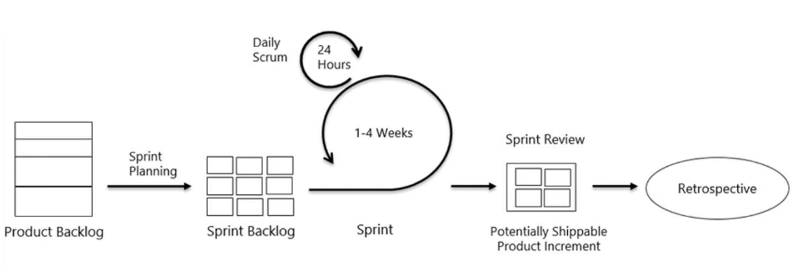 Daily
Scrum
24
Hours
1-4 Weeks
Sprint
Planning
Sprint Review
Retrospective
Product Backlog
Sprint Backlog
Sprint
Potentially Shippable
Product Increment